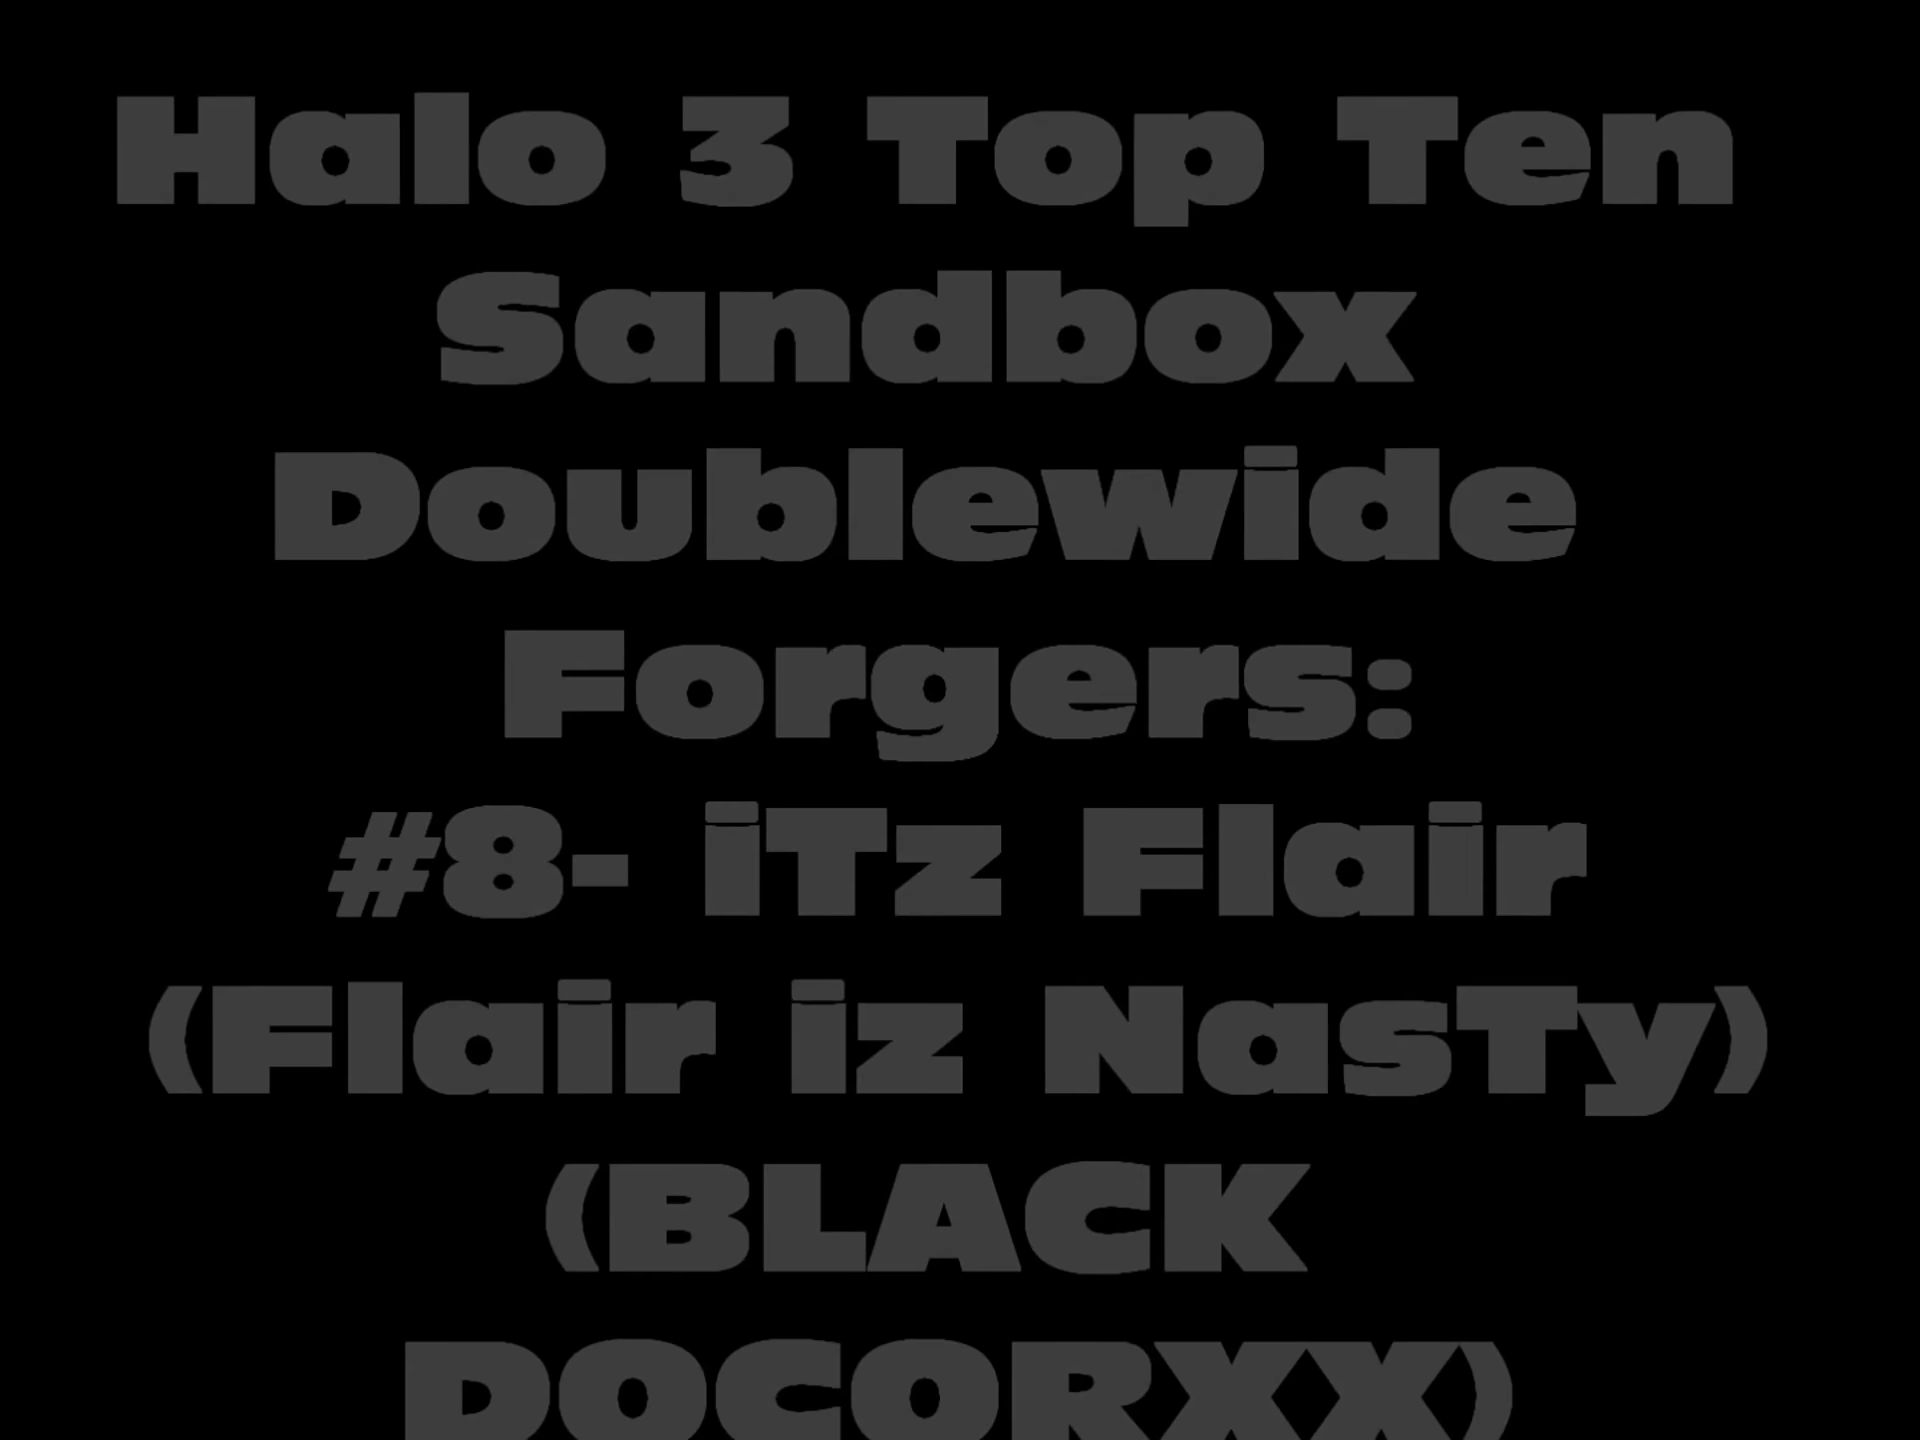 Halo 3 Top Ten
Sandbox
Doublewide
Forgers:
#8- iTz Flair
(Flair iz NasTy)
(BLACK
DOCORXX)